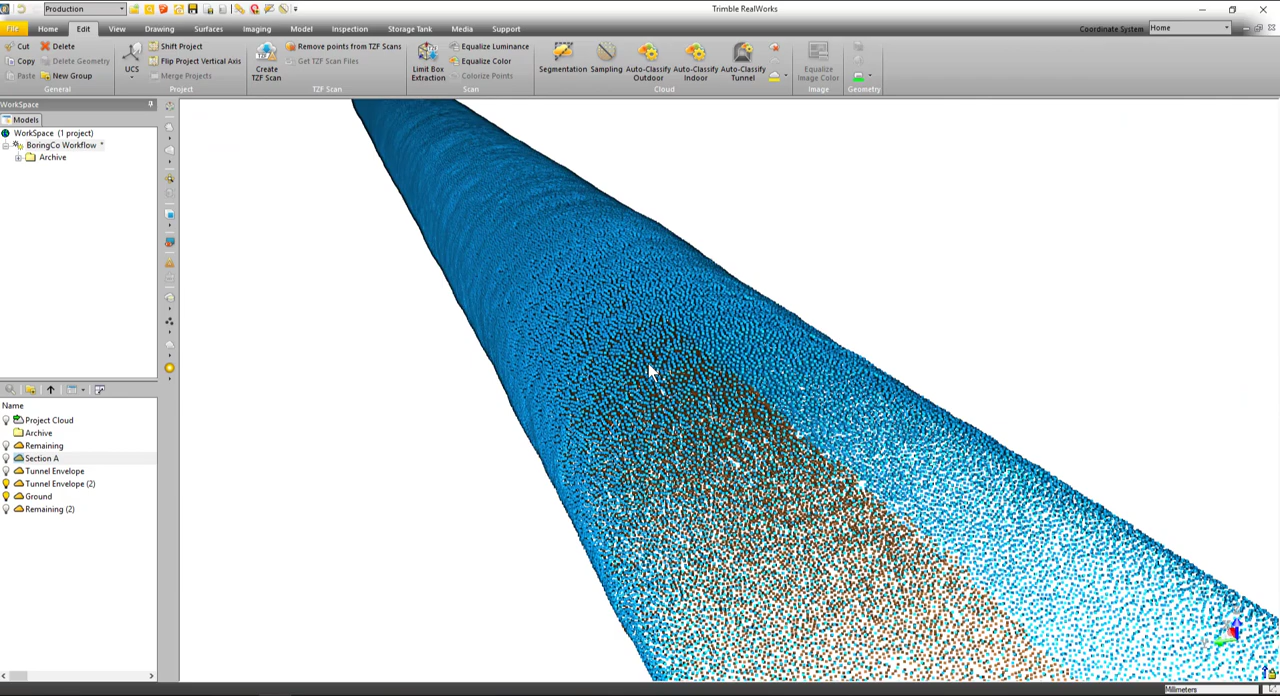 Production
Trimble RealWorks
File Home Edit View Drawing Surfaces Imaging Model Inspection Storage Tank Media Support
Coordinate System Home
Cut Delete
Copy Delete Geometry
Paste New Group
General
UCS
Shift Project
Flip Project Vertical Axis
Merge Projects
Project
Create TZF Scan
Remove points from TZF Scans
Get TZF Scan Files
TZF Scan
Limit Box Extraction
Equalize Luminance
Equalize Color
Colorize Points
Scan
Segmentation Sampling Auto-Classify Outdoor Auto-Classify Indoor Auto-Classify Tunnel
Cloud
Equalize Image Color
Image
Geometry
WorkSpace
Models
WorkSpace (1 project)
BoringCo Workflow *
Archive
Name
Project Cloud
Archive
Remaining
Section A
Tunnel Envelope
Tunnel Envelope (2)
Ground
Remaining (2)
Millimeters